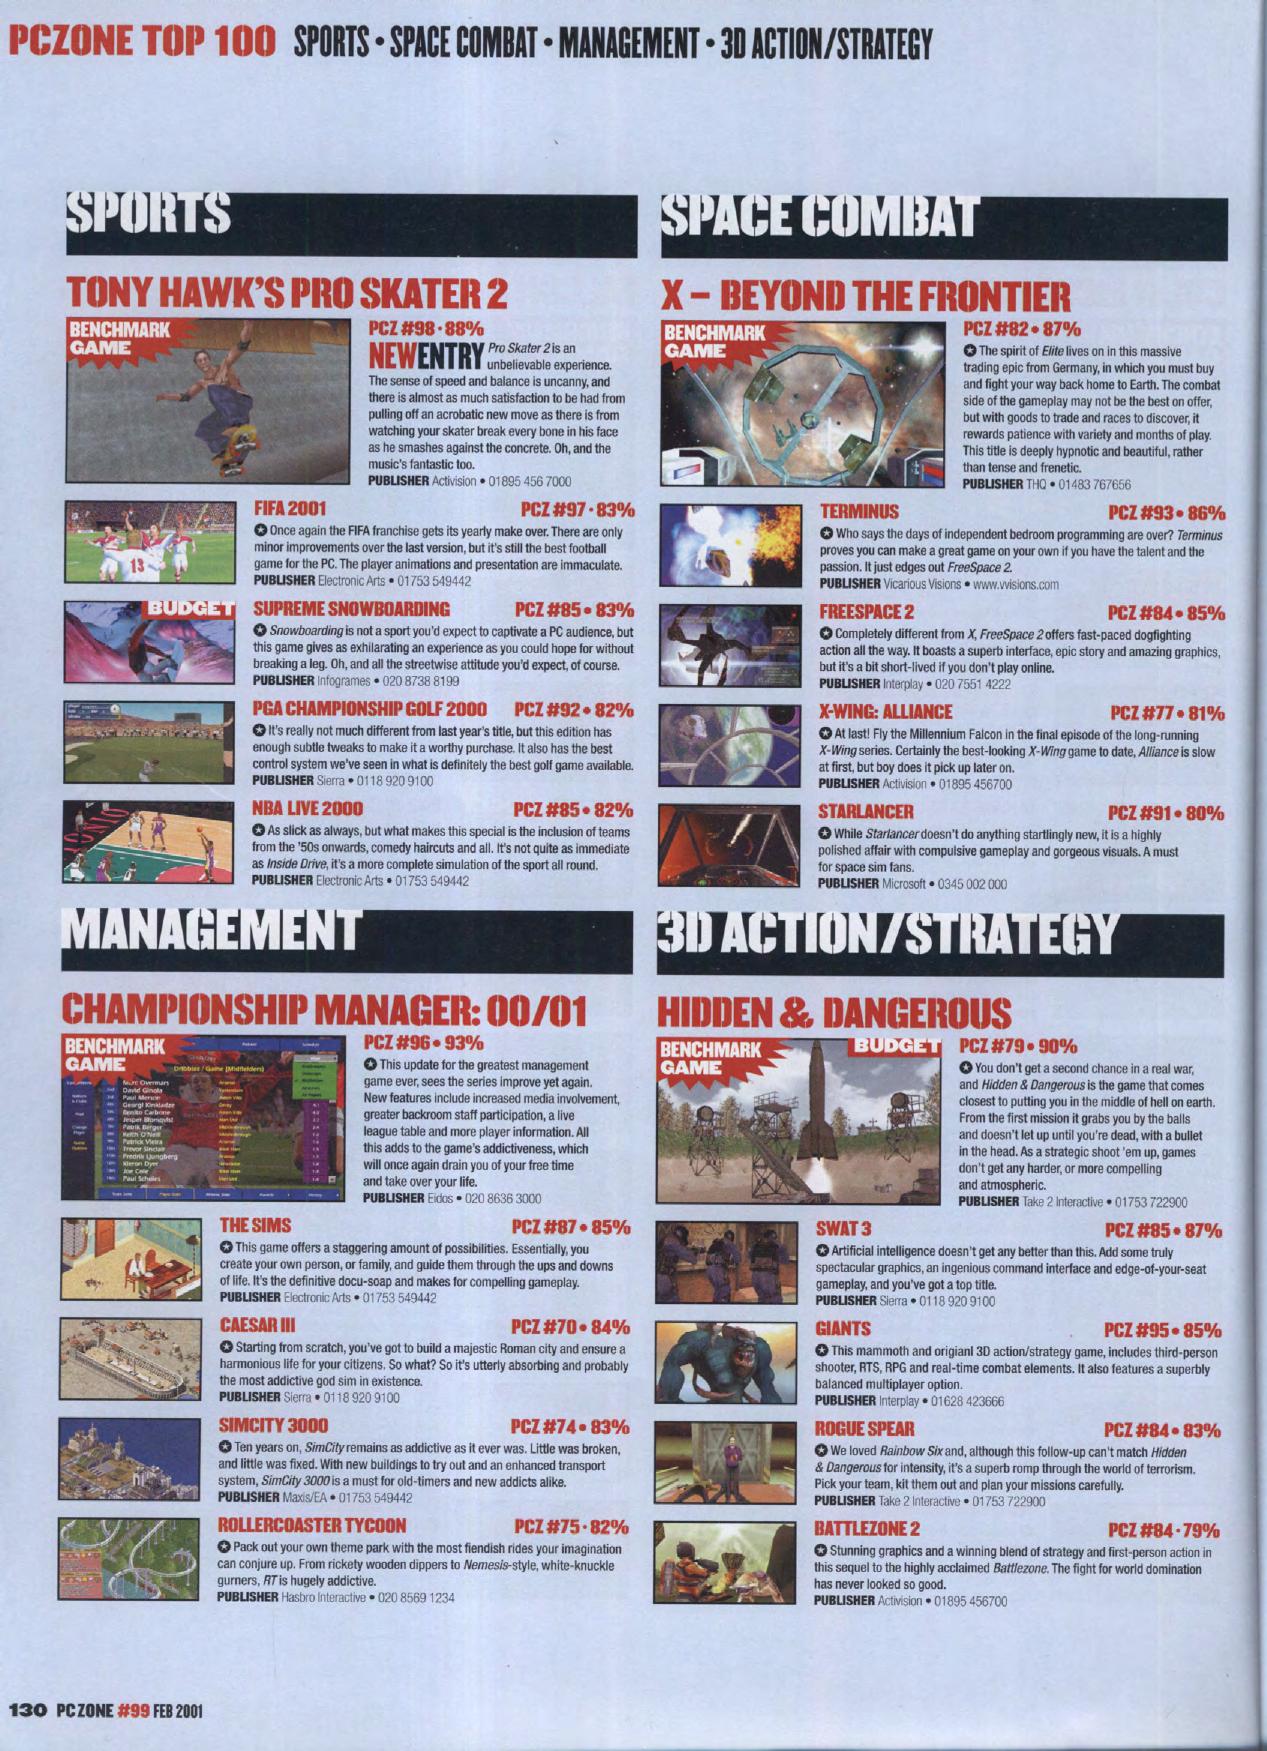 PCZONE TOP 100 SPORTS • SPACE COMBAT • MANAGEMENT • 3D ACTION/STRATEGY
SPORTS
TONY HAWK'S PRO SKATER 2
BENCHMARK
GAME
PCZ #98 • 88%
NEW ENTRY Pro Skater 2 is an
unbelievable experience.
The sense of speed and balance is uncanny, and
there is almost as much satisfaction to be had from
pulling off an acrobatic new move as there is from
watching your skater break every bone in his face
as he smashes against the concrete. Oh, and the
music's fantastic too.
PUBLISHER Activision • 01895 456 7000
13
FIFA 2001 PCZ #97 • 83%
Once again the FIFA franchise gets its yearly make over. There are only
minor improvements over the last version, but it's still the best football
game for the PC. The player animations and presentation are immaculate.
PUBLISHER Electronic Arts • 01753 549442
BUDGET
SUPREME SNOWBOARDING PCZ #85 • 83%
Snowboarding is not a sport you'd expect to captivate a PC audience, but
this game gives as exhilarating an experience as you could hope for without
breaking a leg. Oh, and all the streetwise attitude you'd expect, of course.
PUBLISHER Infogrames • 020 8738 8199
PGA CHAMPIONSHIP GOLF 2000 PCZ #92 • 82%
It's really not much different from last year's title, but this edition has
enough subtle tweaks to make it a worthy purchase. It also has the best
control system we've seen in what is definitely the best golf game available.
PUBLISHER Sierra • 0118 920 9100
NBA LIVE 2000 PCZ #85 • 82%
As slick as always, but what makes this special is the inclusion of teams
from the '50s onwards, comedy haircuts and all. It's not quite as immediate
as Inside Drive, it's a more complete simulation of the sport all round.
PUBLISHER Electronic Arts • 01753 549442
SPACE COMBAT
X – BEYOND THE FRONTIER
BENCHMARK
GAME
PCZ #82 • 87%
The spirit of Elite lives on in this massive
trading epic from Germany, in which you must buy
and fight your way back home to Earth. The combat
side of the gameplay may not be the best on offer,
but with goods to trade and races to discover, it
rewards patience with variety and months of play.
This title is deeply hypnotic and beautiful, rather
than tense and frenetic.
PUBLISHER THQ • 01483 767656
TERMINUS PCZ #93 • 86%
Who says the days of independent bedroom programming are over? Terminus
proves you can make a great game on your own if you have the talent and the
passion. It just edges out FreeSpace 2.
PUBLISHER Vicarious Visions • www.vvisions.com
FREESPACE 2 PCZ #84 • 85%
Completely different from X, FreeSpace 2 offers fast-paced dogfighting
action all the way. It boasts a superb interface, epic story and amazing graphics,
but it's a bit short-lived if you don't play online.
PUBLISHER Interplay • 020 7551 4222
X-WING: ALLIANCE PCZ #77 • 81%
At last! Fly the Millennium Falcon in the final episode of the long-running
X-Wing series. Certainly the best-looking X-Wing game to date, Alliance is slow
at first, but boy does it pick up later on.
PUBLISHER Activision • 01895 456700
STARLANCER PCZ #91 • 80%
While Starlancer doesn't do anything startlingly new, it is a highly
polished affair with compulsive gameplay and gorgeous visuals. A must
for space sim fans.
PUBLISHER Microsoft • 0345 002 000
MANAGEMENT
CHAMPIONSHIP MANAGER: 00/01
BENCHMARK
GAME
Dribbles / Game (Midfielders)
Marc Overmars
David Ginola
Paul Merson
Georgi Kinkladze
Benito Carbone
Jesper Blomqvist
Patrik Berger
Keith O'Neill
Patrick Vieira
Trevor Sinclair
Fredrik Ljungberg
Kieron Dyer
Joe Cole
Paul Scholes
PCZ #96 • 93%
This update for the greatest management
game ever, sees the series improve yet again.
New features include increased media involvement,
greater backroom staff participation, a live
league table and more player information. All
this adds to the game's addictiveness, which
will once again drain you of your free time
and take over your life.
PUBLISHER Eidos • 020 8636 3000
THE SIMS PCZ #87 • 85%
This game offers a staggering amount of possibilities. Essentially, you
create your own person, or family, and guide them through the ups and downs
of life. It's the definitive docu-soap and makes for compelling gameplay.
PUBLISHER Electronic Arts • 01753 549442
CAESAR III PCZ #70 • 84%
Starting from scratch, you've got to build a majestic Roman city and ensure a
harmonious life for your citizens. So what? So it's utterly absorbing and probably
the most addictive god sim in existence.
PUBLISHER Sierra • 0118 920 9100
SIMCITY 3000 PCZ #74 • 83%
Ten years on, SimCity remains as addictive as it ever was. Little was broken,
and little was fixed. With new buildings to try out and an enhanced transport
system, SimCity 3000 is a must for old-timers and new addicts alike.
PUBLISHER Maxis/EA • 01753 549442
ROLLERCOASTER TYCOON PCZ #75 • 82%
Pack out your own theme park with the most fiendish rides your imagination
can conjure up. From rickety wooden dippers to Nemesis-style, white-knuckle
gurners, RT is hugely addictive.
PUBLISHER Hasbro Interactive • 020 8569 1234
3D ACTION/STRATEGY
HIDDEN & DANGEROUS
BENCHMARK
GAME
BUDGET
PCZ #79 • 90%
You don't get a second chance in a real war,
and Hidden & Dangerous is the game that comes
closest to putting you in the middle of hell on earth.
From the first mission it grabs you by the balls
and doesn't let up until you're dead, with a bullet
in the head. As a strategic shoot 'em up, games
don't get any harder, or more compelling
and atmospheric.
PUBLISHER Take 2 Interactive • 01753 722900
SWAT 3 PCZ #85 • 87%
Artificial intelligence doesn't get any better than this. Add some truly
spectacular graphics, an ingenious command interface and edge-of-your-seat
gameplay, and you've got a top title.
PUBLISHER Sierra • 0118 920 9100
GIANTS PCZ #95 • 85%
This mammoth and origianl 3D action/strategy game, includes third-person
shooter, RTS, RPG and real-time combat elements. It also features a superbly
balanced multiplayer option.
PUBLISHER Interplay • 01628 423666
ROGUE SPEAR PCZ #84 • 83%
We loved Rainbow Six and, although this follow-up can't match Hidden
& Dangerous for intensity, it's a superb romp through the world of terrorism.
Pick your team, kit them out and plan your missions carefully.
PUBLISHER Take 2 Interactive • 01753 722900
BATTLEZONE 2 PCZ #84 • 79%
Stunning graphics and a winning blend of strategy and first-person action in
this sequel to the highly acclaimed Battlezone. The fight for world domination
has never looked so good.
PUBLISHER Activision • 01895 456700
130 PC ZONE #99 FEB 2001